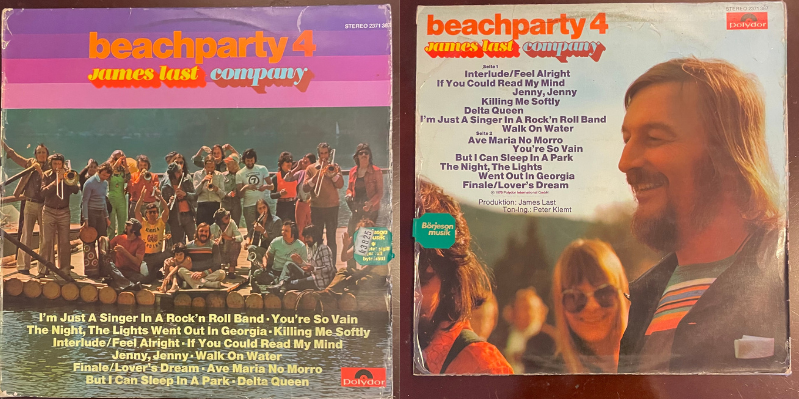 STEREO 2371 367
beachparty 4
james last company
I'm Just A Singer In A Rock'n Roll Band · You're So Vain
The Night, The Lights Went Out In Georgia · Killing Me Softly
Interlude/Feel Alright · If You Could Read My Mind
Jenny, Jenny · Walk On Water
Finale/Lover's Dream · Ave Maria No Morro
But I Can Sleep In A Park · Delta Queen
Polydor
STEREO 2371 367
beachparty 4
james last company
Polydor
Seite 1
Interlude/Feel Alright
If You Could Read My Mind
Jenny, Jenny
Killing Me Softly
Delta Queen
I'm Just A Singer In A Rock'n Roll Band
Walk On Water
Seite 2
Ave Maria No Morro
You're So Vain
But I Can Sleep In A Park
The Night, The Lights
Went Out In Georgia
Finale/Lover's Dream
Produktion: James Last
Ton-Ing.: Peter Klemt
Börjeson
musik